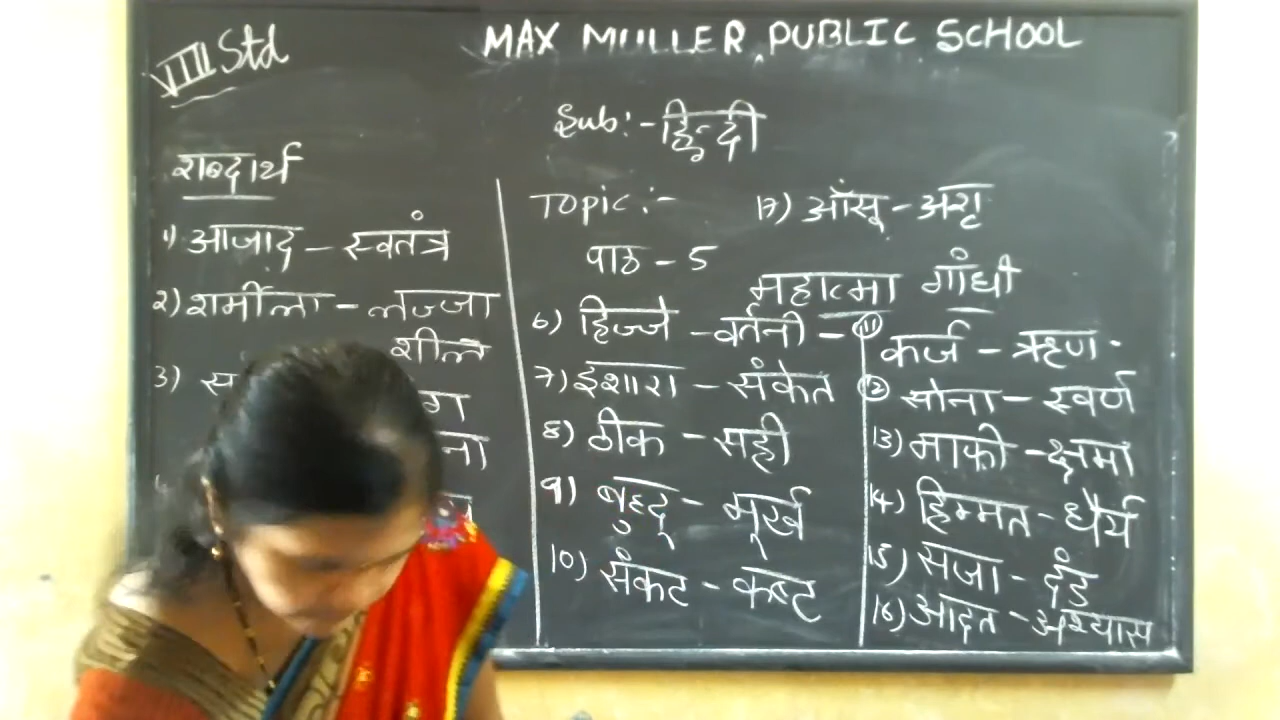 VIII Std
MAX MULLER PUBLIC SCHOOL
Sub:- हिन्दी
शब्दार्थ
1) आजाद - स्वतंत्र
2) शर्मीला - लज्जा
शील
3) स
ग
ना
Topic:-
पाठ - 5
महात्मा गांधी
6) हिज्जे - वर्तनी -
7) इशारा - संकेत
8) ठीक - सही
9)
- मूर्ख
10) संकट - कष्ट
11) कर्ज - ऋण
12) सोना - स्वर्ण
13) माफी - क्षमा
14) हिम्मत - धैर्य
15) सजा - दंड
16) आदत - अभ्यास
17) आँसू -